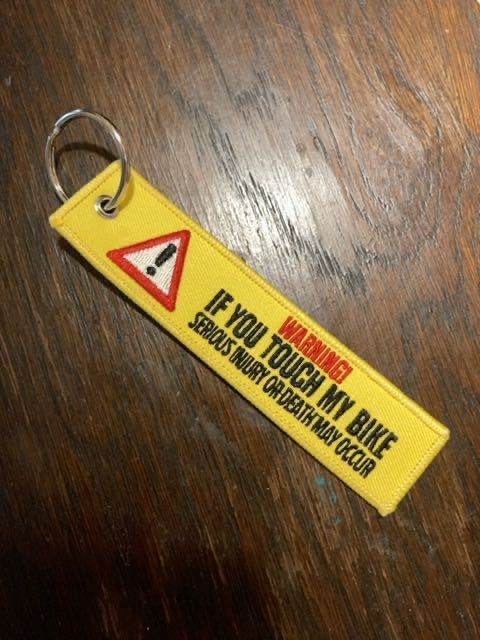 !
WARNING!
IF YOU TOUCH MY BIKE
SERIOUS INJURY OR DEATH MAY OCCUR